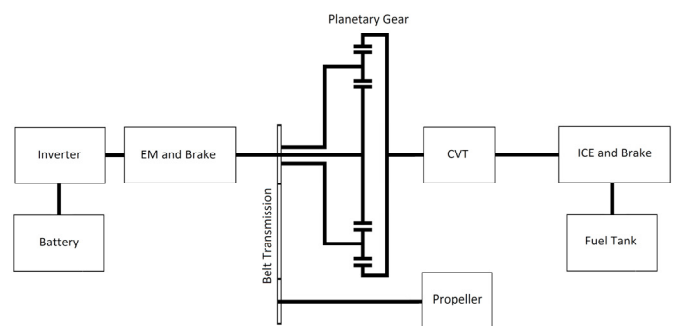 Planetary Gear
Inverter
EM and Brake
CVT
ICE and Brake
Battery
Belt Transmission
Fuel Tank
Propeller